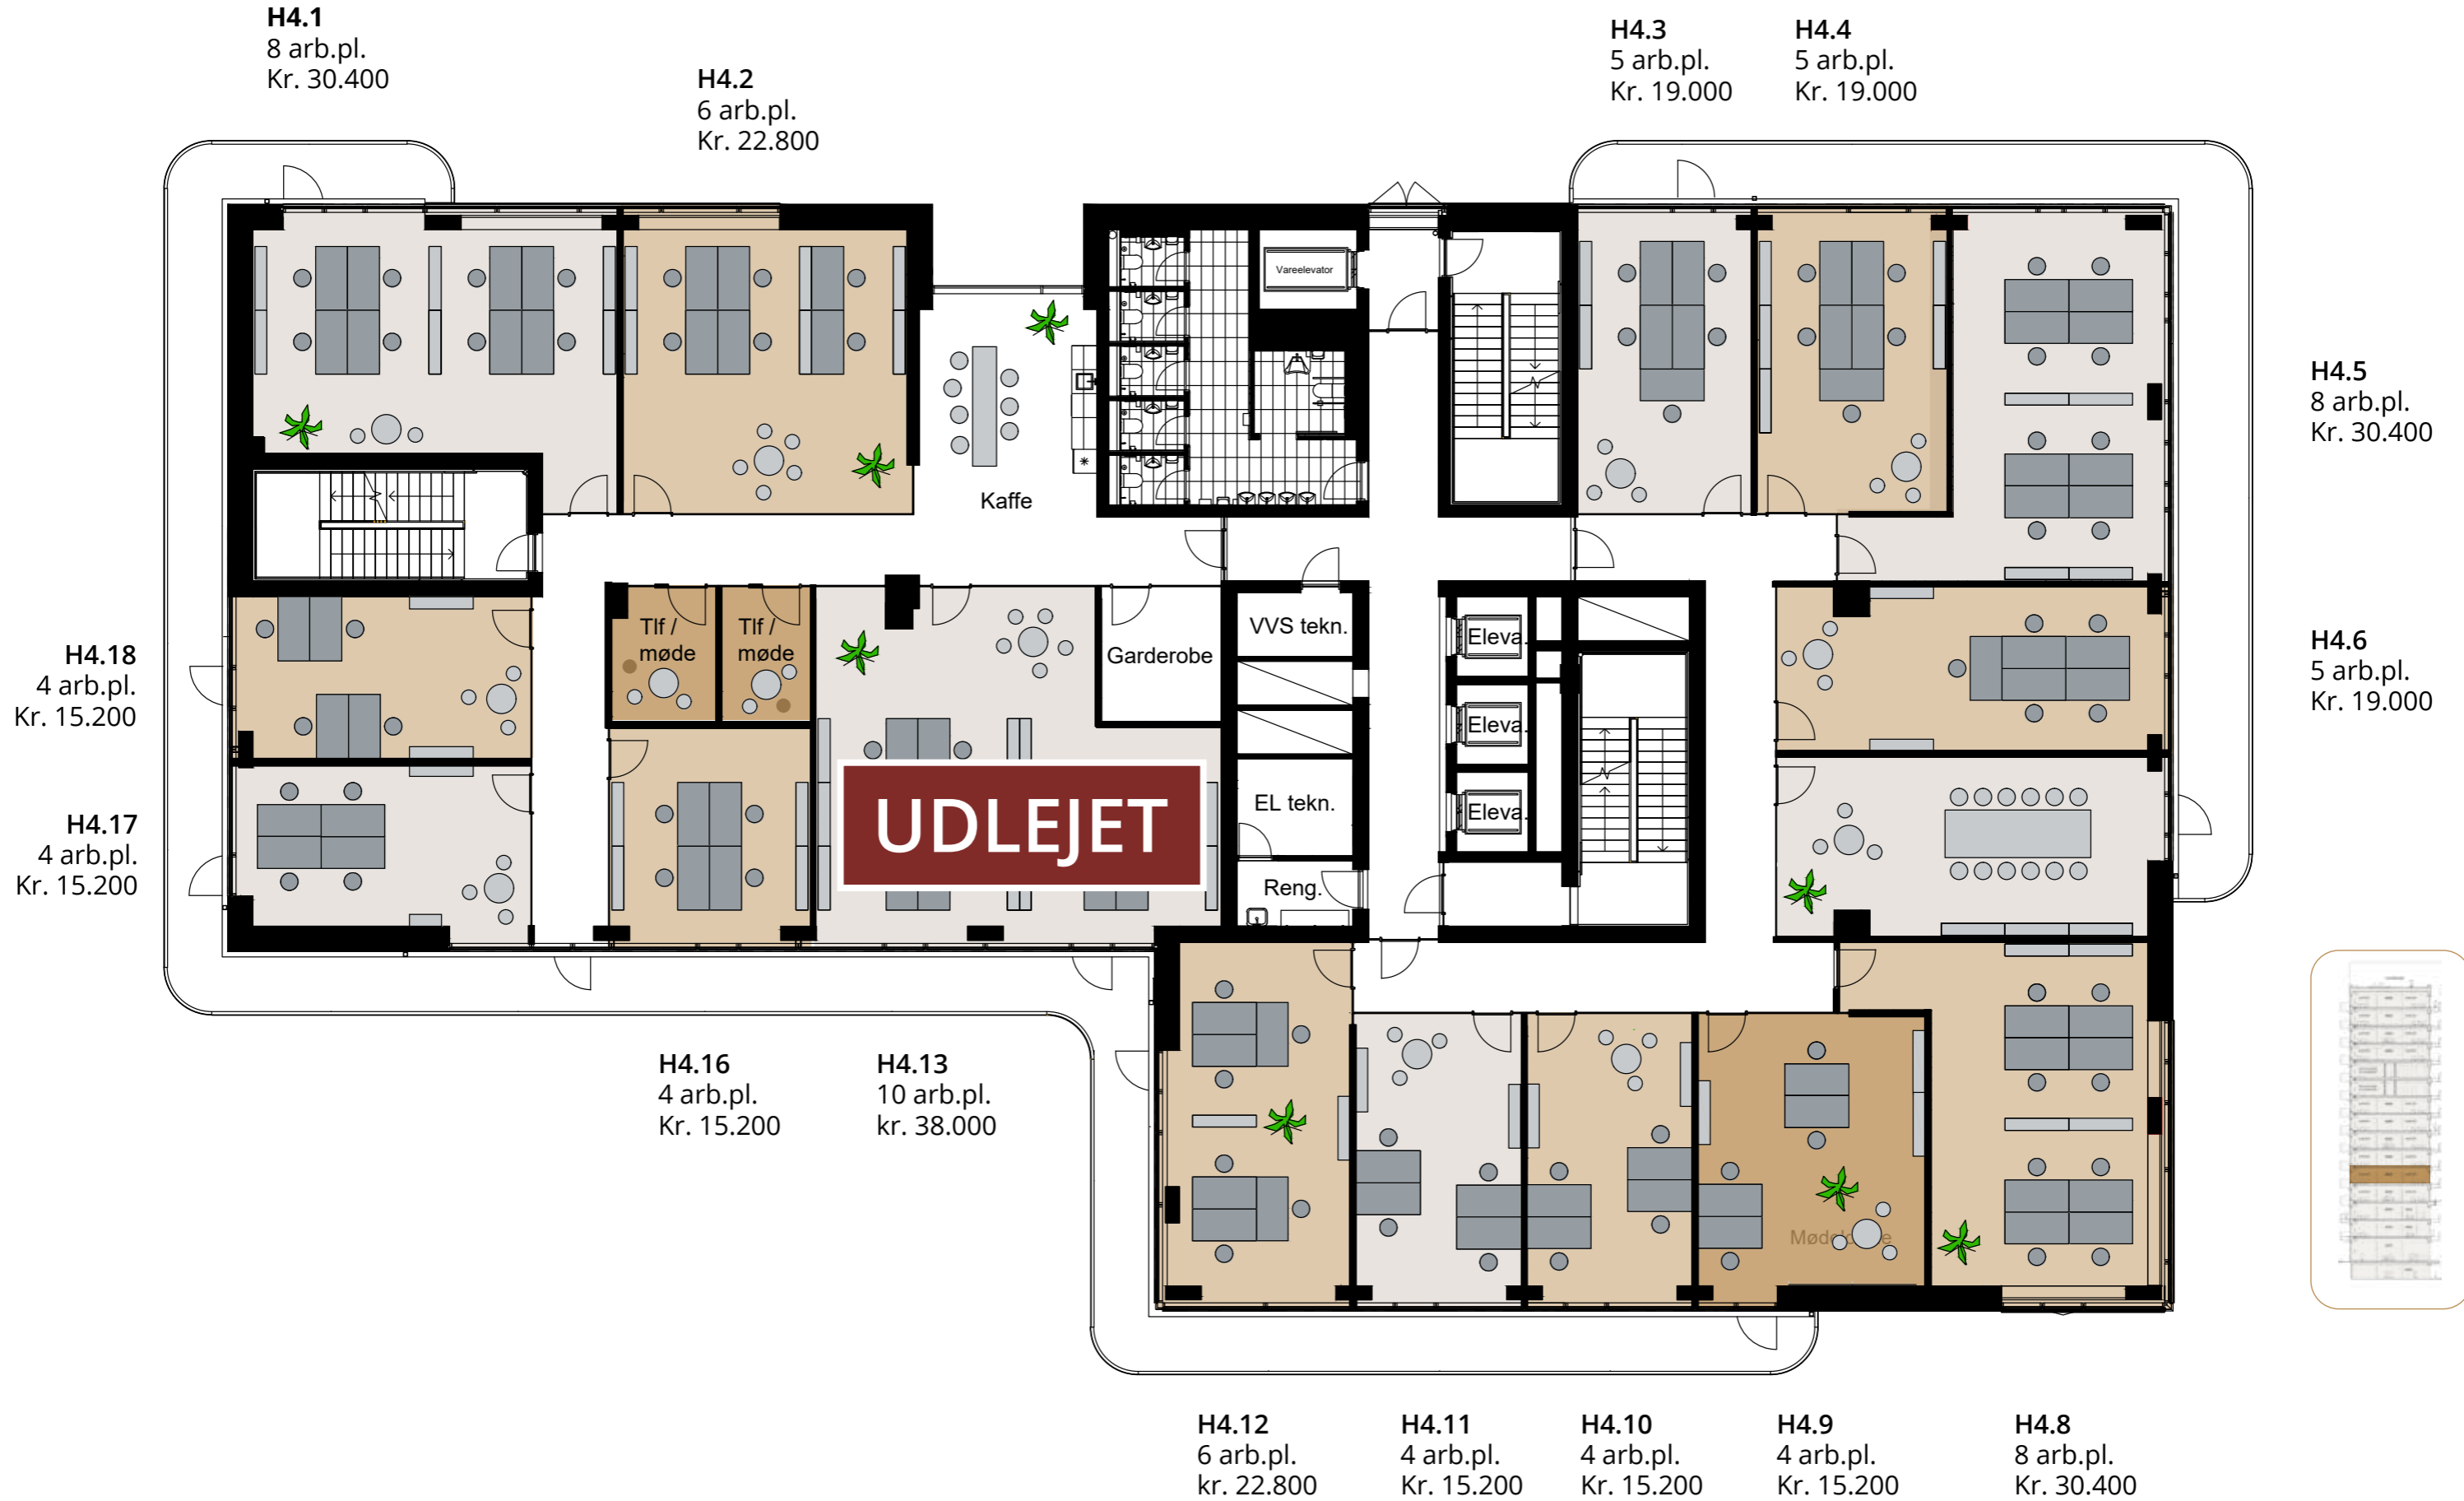 H4.1
8 arb.pl.
Kr. 30.400
H4.2
6 arb.pl.
Kr. 22.800
H4.3
5 arb.pl.
Kr. 19.000
H4.4
5 arb.pl.
Kr. 19.000
Vareelevator
H4.5
8 arb.pl.
Kr. 30.400
Kaffe
H4.18
4 arb.pl.
Kr. 15.200
Tlf /
møde
Tlf /
møde
Garderobe
VVS tekn.
Eleva.
Eleva.
Eleva.
H4.6
5 arb.pl.
Kr. 19.000
H4.17
4 arb.pl.
Kr. 15.200
UDLEJET
EL tekn.
Reng.
H4.16
4 arb.pl.
Kr. 15.200
H4.13
10 arb.pl.
kr. 38.000
H4.12
6 arb.pl.
kr. 22.800
H4.11
4 arb.pl.
Kr. 15.200
H4.10
4 arb.pl.
Kr. 15.200
H4.9
4 arb.pl.
Kr. 15.200
H4.8
8 arb.pl.
Kr. 30.400